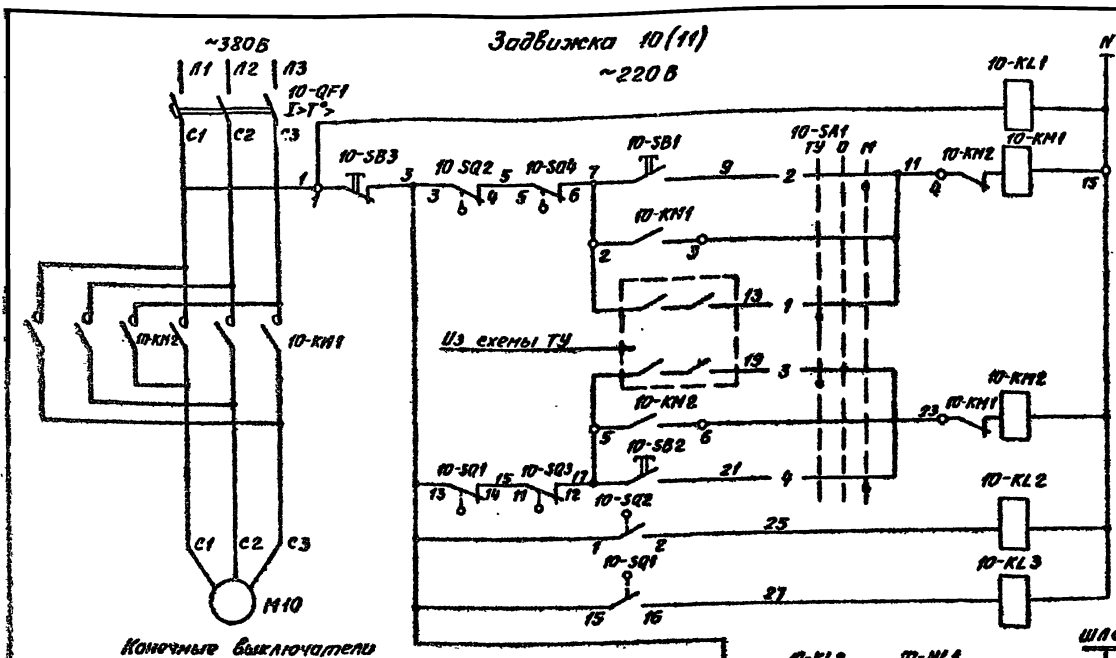 Задвижка 10(11)
~380В
~220В
N
Л1 Л2 Л3
10-QF1
I> T°>
С1 С2 С3
10-KL1
10-SB3
10 SQ2
10-SQ4
10-SB1
10-SA1
ТУ О М
10-KM2
10-KM1
1 3 3 4 5 5 6 7 9 2 11 4 15
10-KM1
2 3
13 1
Из схемы ТУ
10-KM2 10-KM1
19 3
10-KM2
5 6
23
10-KM1
10-KM2
10-SB2
10-SQ1
10-SQ3
13 14 15 11 12 17 21 4
10-SQ2
1 2 25
10-KL2
С1 С2 С3
10-SQ1
15 16 27
10-KL3
М10
Конечные выключатели